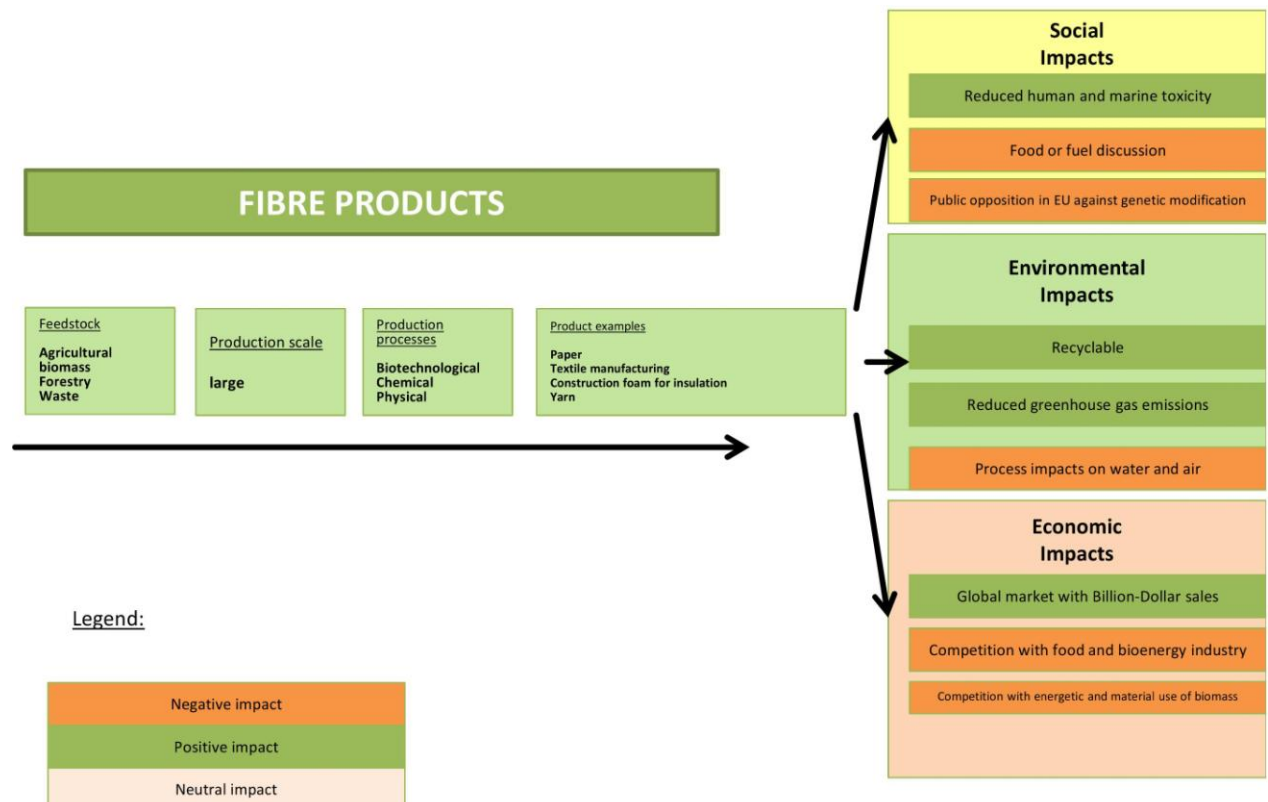 FIBRE PRODUCTS
Feedstock
Agricultural
biomass
Forestry
Waste
Production scale
large
Production
processes
Biotechnological
Chemical
Physical
Product examples
Paper
Textile manufacturing
Construction foam for insulation
Yarn
Social
Impacts
Reduced human and marine toxicity
Food or fuel discussion
Public opposition in EU against genetic modification
Environmental
Impacts
Recyclable
Reduced greenhouse gas emissions
Process impacts on water and air
Economic
Impacts
Global market with Billion-Dollar sales
Competition with food and bioenergy industry
Competition with energetic and material use of biomass
Legend:
Negative impact
Positive impact
Neutral impact